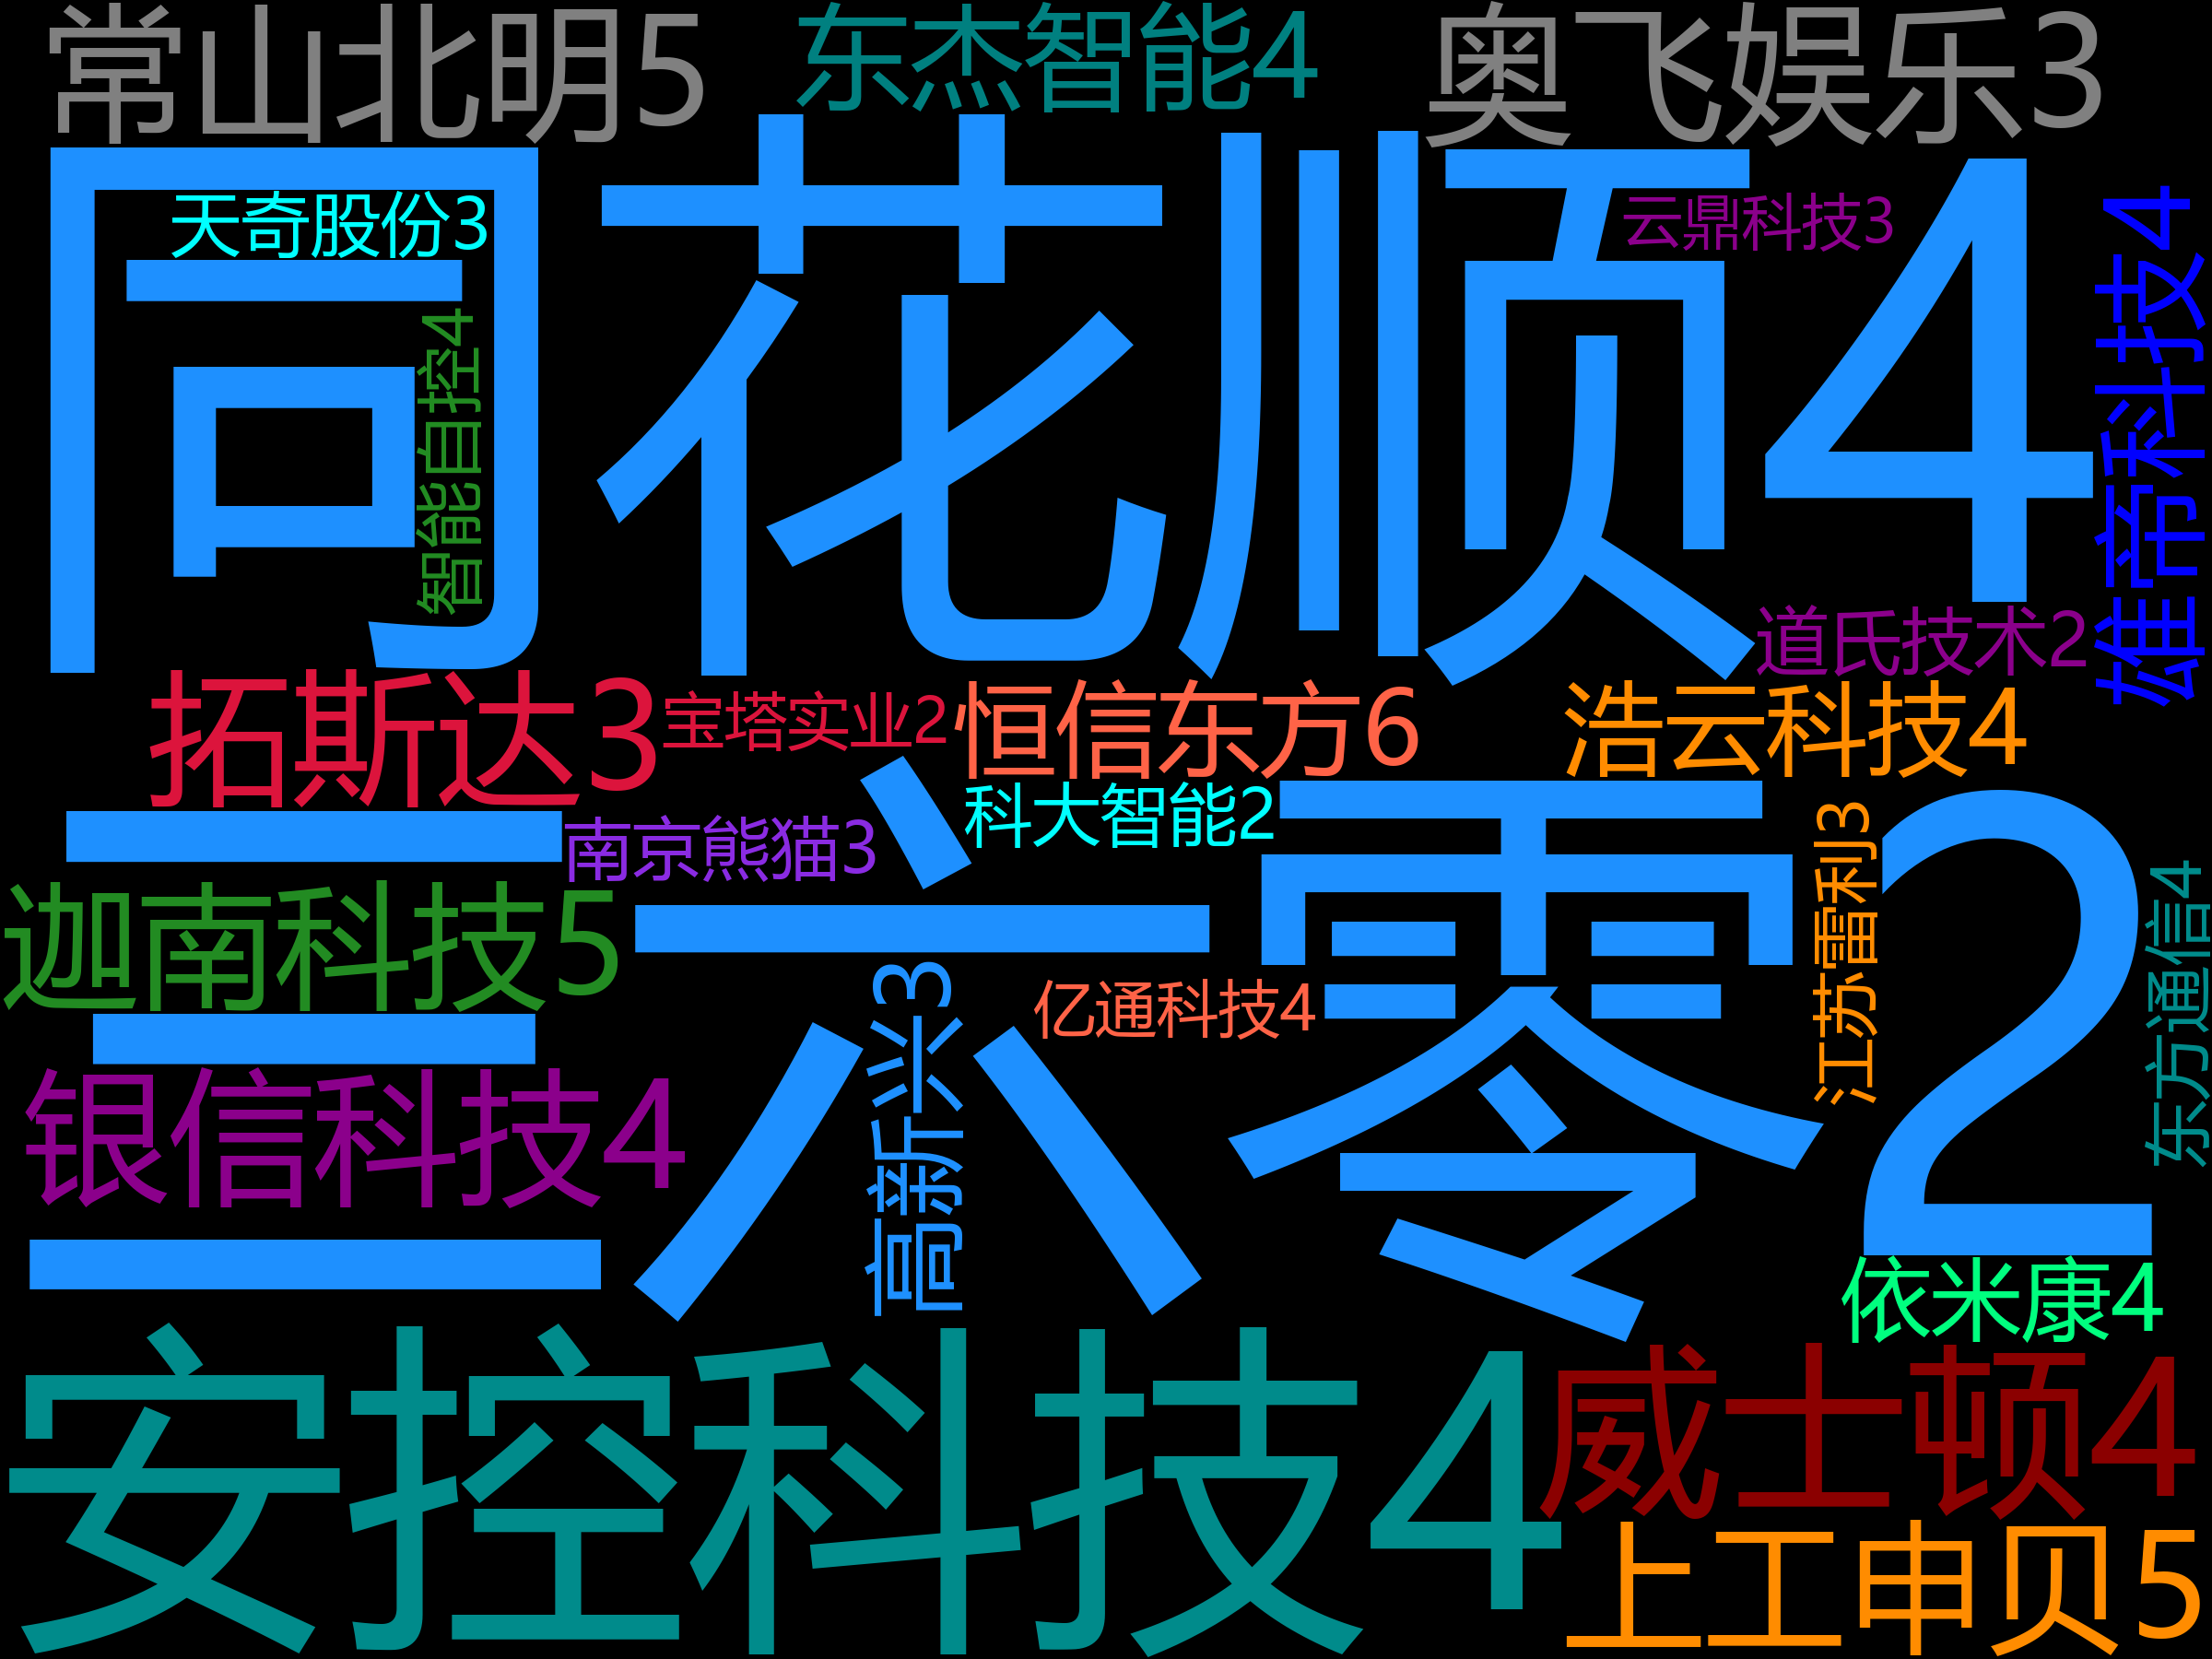 常山北明5
东杰智能4
奥飞娱乐3
天奇股份3
云鼎科技3
同花顺4
维帝科技4
智能自控4
道氏技术2
拓斯达3
宝塔实业2
恒信东方6
浩云科技4
科大智能2
南京熊猫3
三六零2
江苏雷利3
迦南科技5
东方通信4
高新兴3
亿通科技4
银信科技4
依米康4
安控科技4
威士顿4
上工申贝5